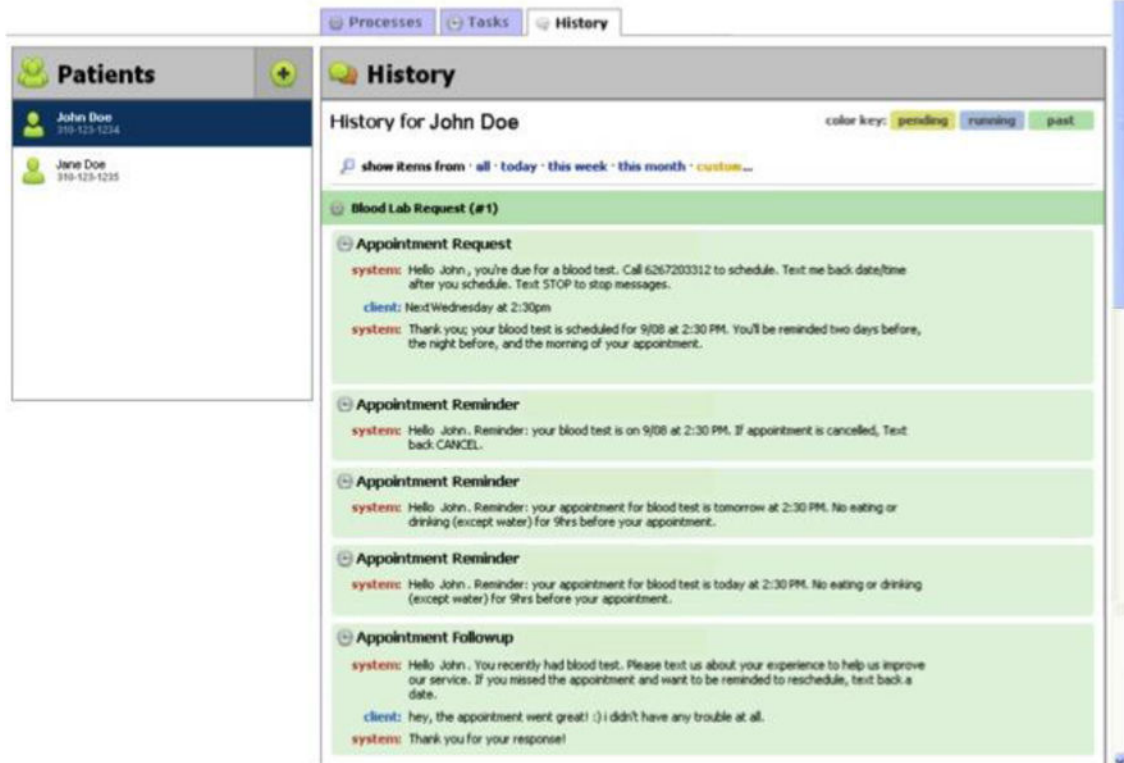 Processes
Tasks
History
Patients
John Doe
310-123-1234
Jane Doe
310-123-1235
History
History for John Doe
color key: pending running past
show items from · all · today · this week · this month · custom...
Blood Lab Request (#1)
Appointment Request
system: Hello John , you're due for a blood test. Call 6267203312 to schedule. Text me back date/time
after you schedule. Text STOP to stop messages.
client: Next Wednesday at 2:30pm
system: Thank you; your blood test is scheduled for 9/08 at 2:30 PM. You'll be reminded two days before,
the night before, and the morning of your appointment.
Appointment Reminder
system: Hello John . Reminder: your blood test is on 9/08 at 2:30 PM. If appointment is cancelled, Text
back CANCEL.
Appointment Reminder
system: Hello John . Reminder: your appointment for blood test is tomorrow at 2:30 PM. No eating or
drinking (except water) for 9hrs before your appointment.
Appointment Reminder
system: Hello John . Reminder: your appointment for blood test is today at 2:30 PM. No eating or drinking
(except water) for 9hrs before your appointment.
Appointment Followup
system: Hello John . You recently had blood test. Please text us about your experience to help us improve
our service. If you missed the appointment and want to be reminded to reschedule, text back a
date.
client: hey, the appointment went great! :) i didn't have any trouble at all.
system: Thank you for your response!